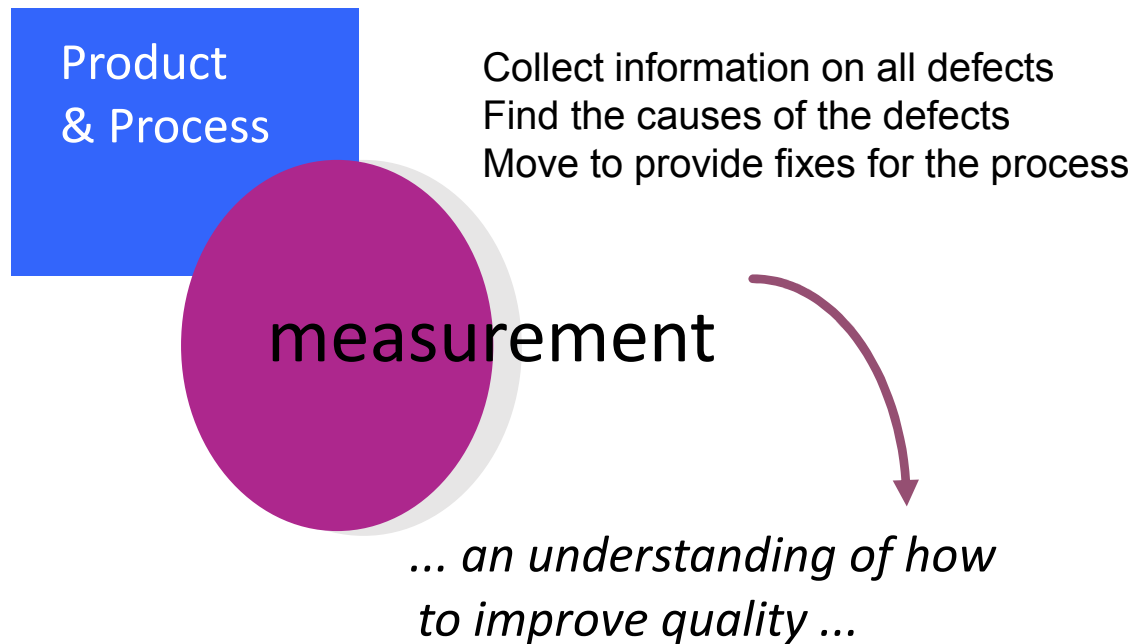 Product
& Process
Collect information on all defects
Find the causes of the defects
Move to provide fixes for the process
measurement
... an understanding of how
to improve quality ...